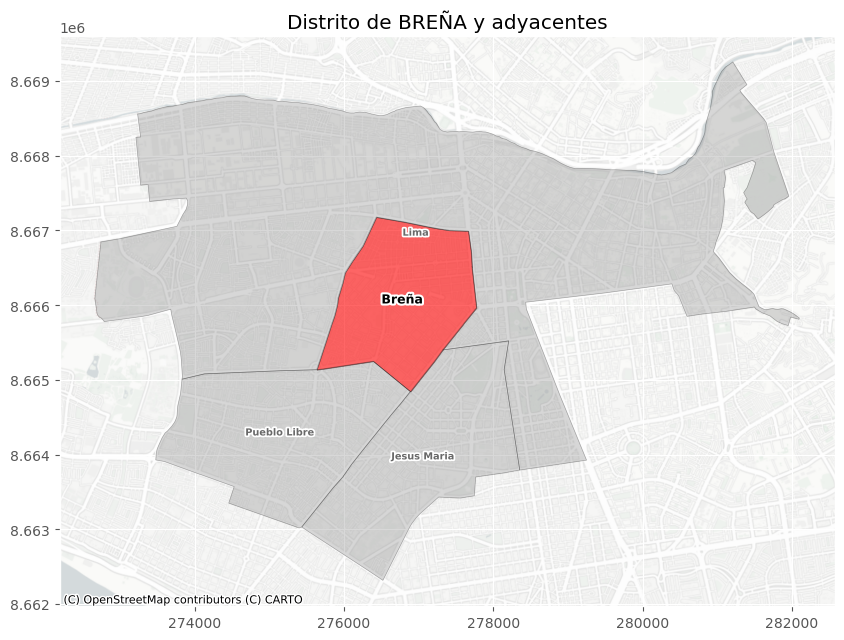 Distrito de BREÑA y adyacentes
1e6
8.669
8.668
8.667
8.666
8.665
8.664
8.663
8.662
Lima
Breña
Pueblo Libre
Jesus Maria
(C) OpenStreetMap contributors (C) CARTO
274000 276000 278000 280000 282000